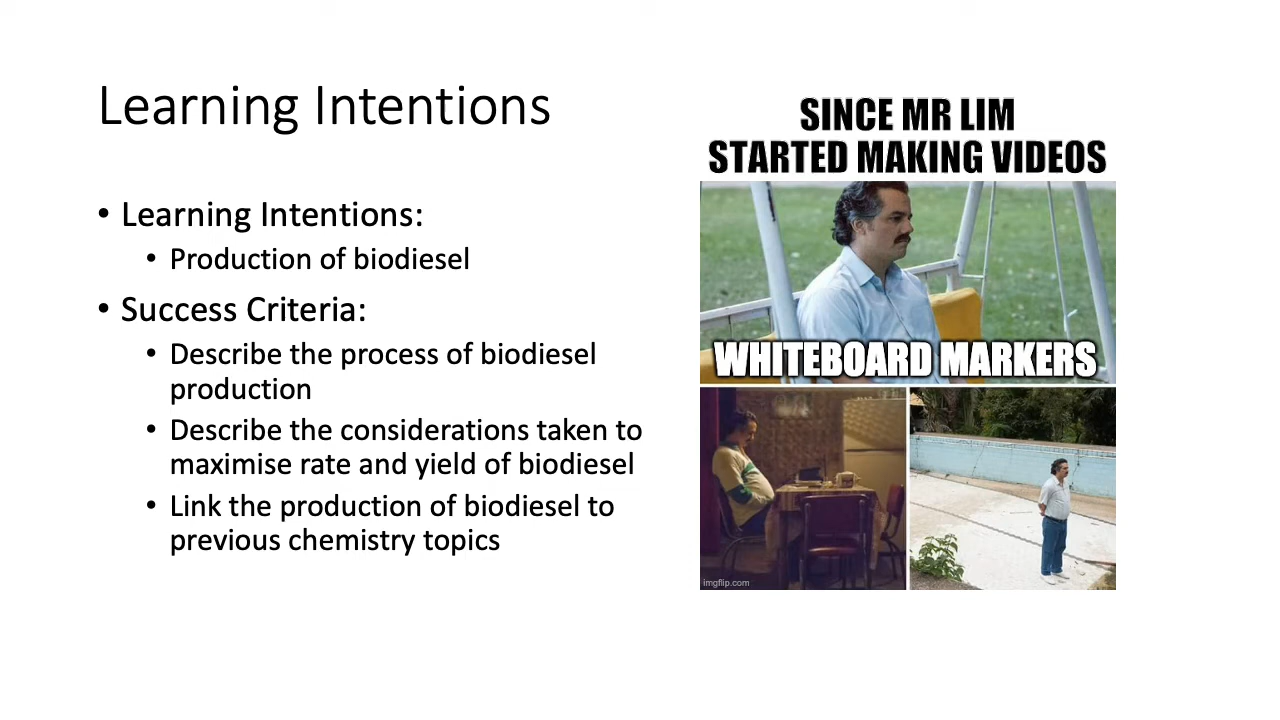 Learning Intentions
• Learning Intentions:
• Production of biodiesel
• Success Criteria:
• Describe the process of biodiesel
production
• Describe the considerations taken to
maximise rate and yield of biodiesel
• Link the production of biodiesel to
previous chemistry topics
SINCE MR LIM
STARTED MAKING VIDEOS
WHITEBOARD MARKERS
imgflip.com